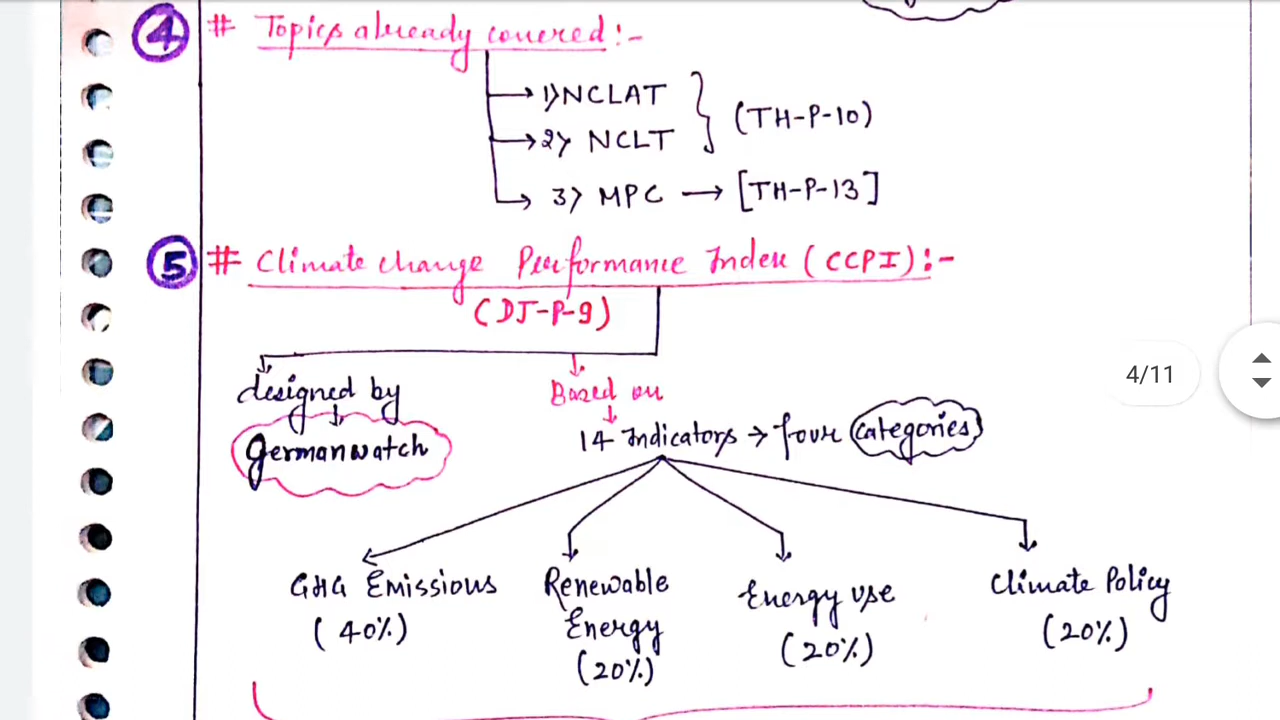 4 # Topics already covered :-
→ 1) NCLAT
→ 2) NCLT } (TH-P-10)
→ 3) MPC → [TH-P-13]
5 # Climate change Performance Index (CCPI) :-
(DJ-P-9)
designed by
Germanwatch
Based on
14 Indicators → four categories
4/11
GHG Emissions
(40%)
Renewable
Energy
(20%)
Energy use
(20%)
Climate Policy
(20%)